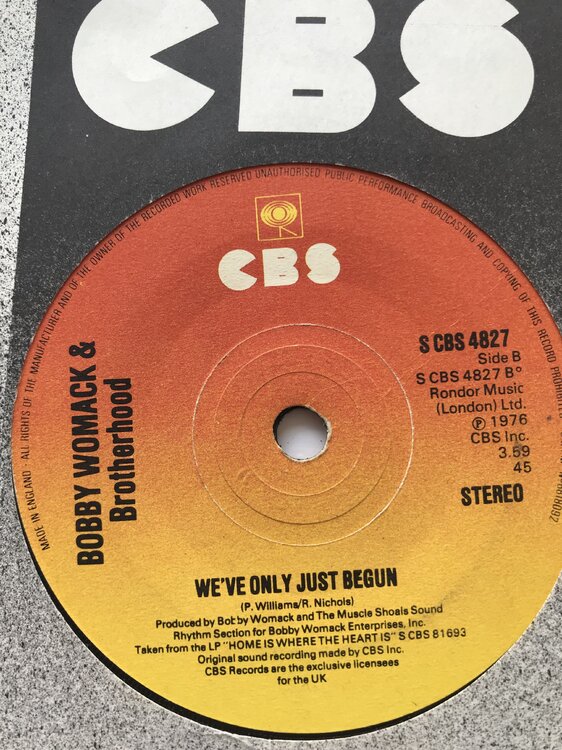 CBS
MADE IN ENGLAND · ALL RIGHTS OF THE MANUFACTURER AND OF THE OWNER OF THE RECORDED WORK RESERVED UNAUTHORISED PUBLIC PERFORMANCE BROADCASTING AND COPYING OF THIS RECORD
CBS
BOBBY WOMACK &
Brotherhood
S CBS 4827
Side B
S CBS 4827 B°
Rondor Music
(London) Ltd.
℗ 1976
CBS Inc.
3.59
45
STEREO
WE'VE ONLY JUST BEGUN
(P. Williams/R. Nichols)
Produced by Bobby Womack and The Muscle Shoals Sound
Rhythm Section for Bobby Womack Enterprises, Inc.
Taken from the LP "HOME IS WHERE THE HEART IS" S CBS 81693
Original sound recording made by CBS Inc.
CBS Records are the exclusive licensees
for the UK